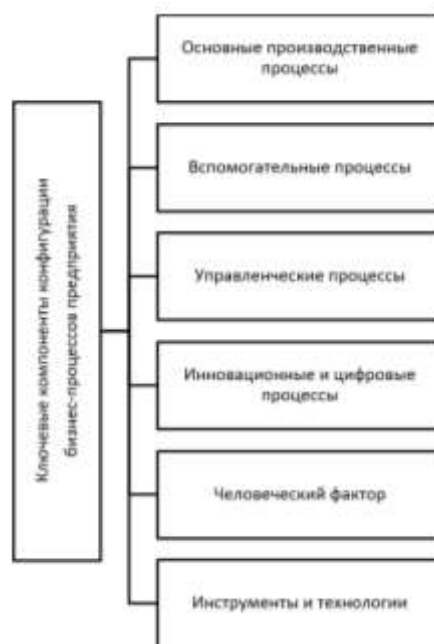 Ключевые компоненты конфигурации
бизнес-процессов предприятия
Основные производственные
процессы
Вспомогательные процессы
Управленческие процессы
Инновационные и цифровые
процессы
Человеческий фактор
Инструменты и технологии